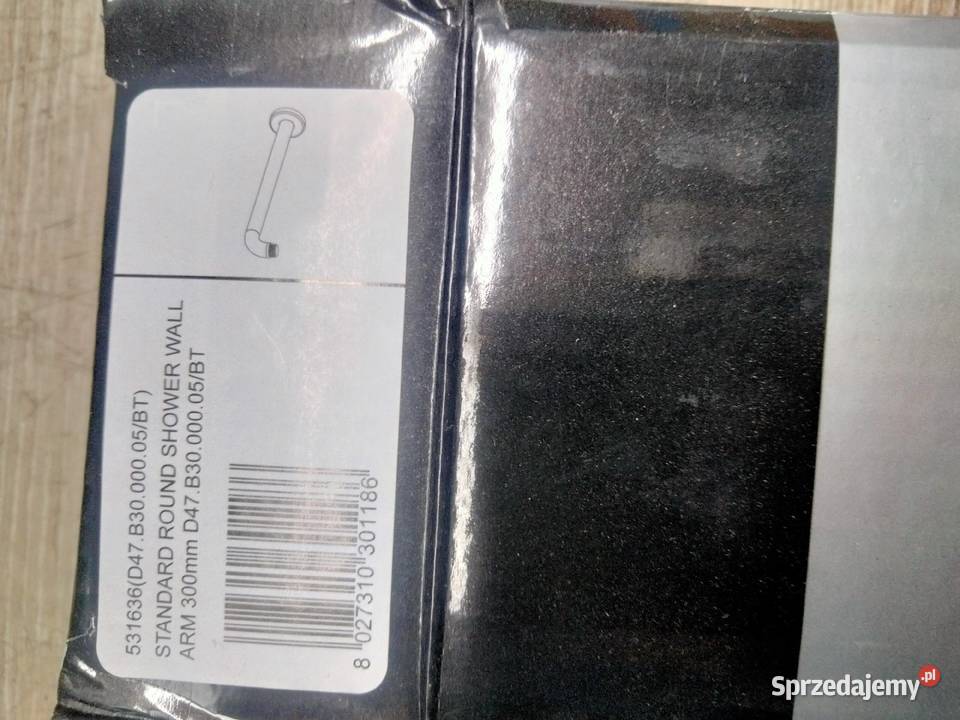 531636(D47.B30.000.05/BT)
STANDARD ROUND SHOWER WALL
ARM 300mm D47.B30.000.05/BT
8 027310 301186
Sprzedajemy.pl